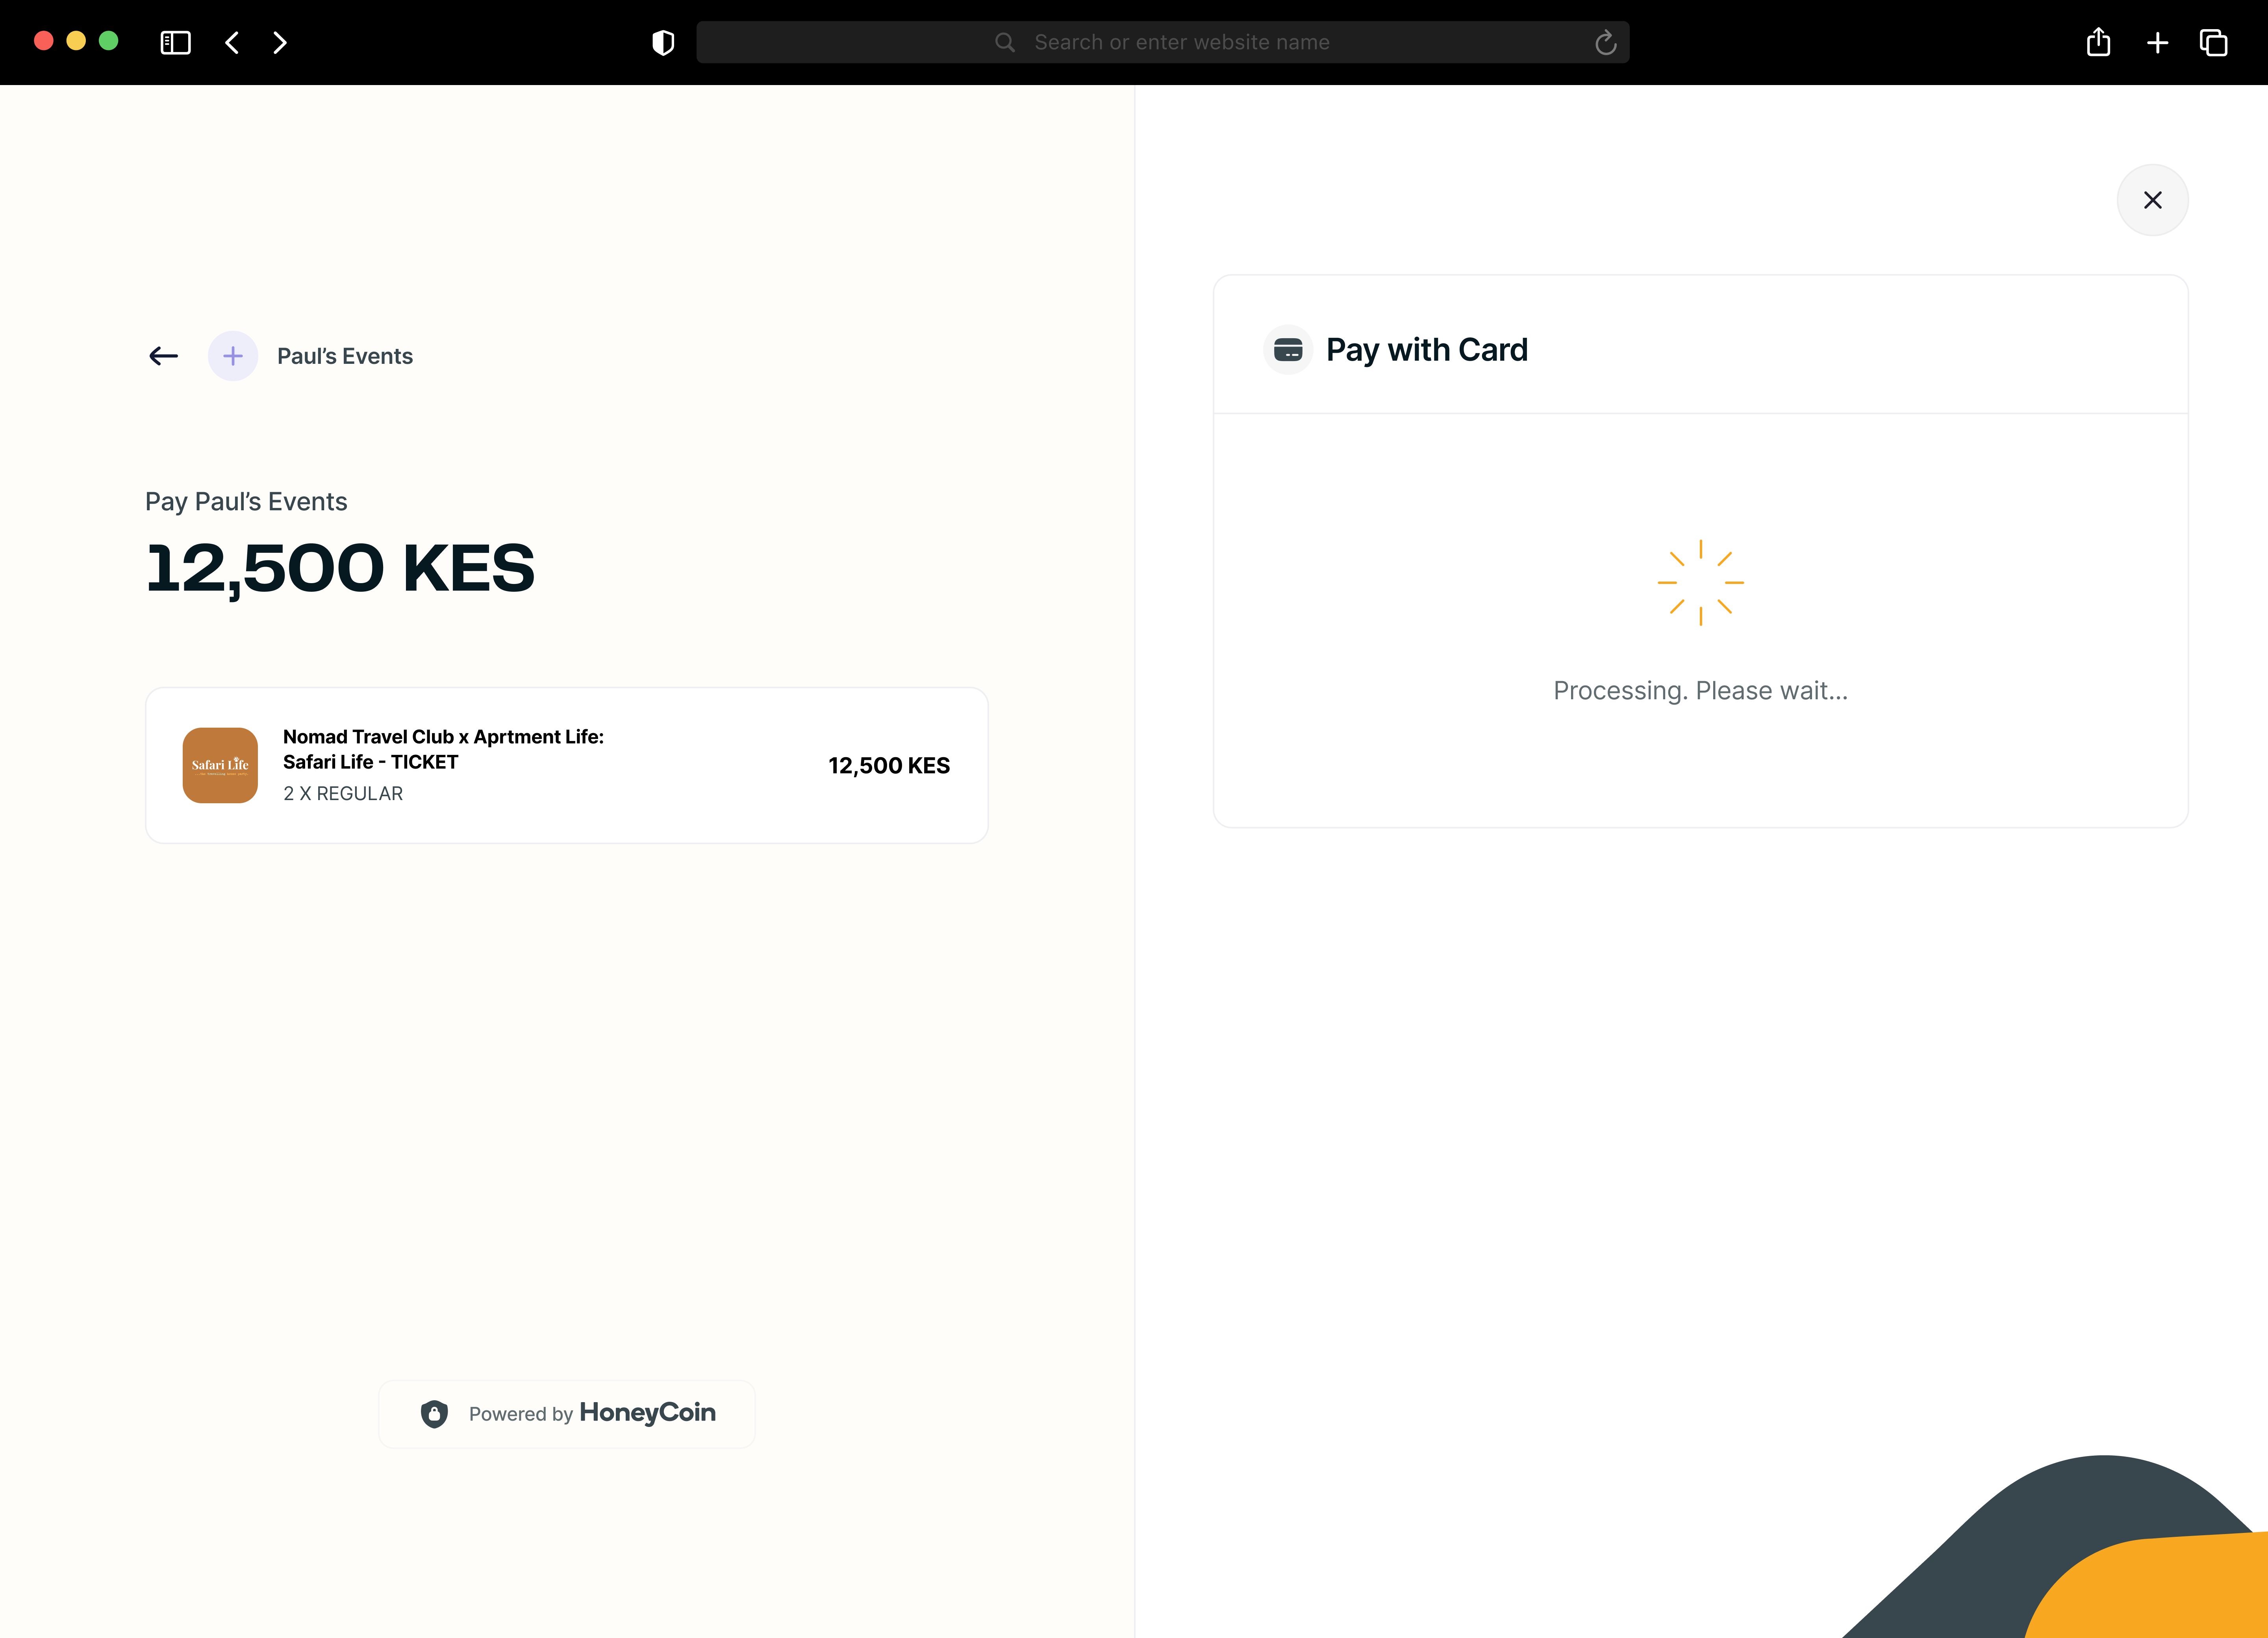 Search or enter website name
Paul’s Events
Pay Paul’s Events
12,500 KES
Safari Life
Nomad Travel Club x Aprtment Life:
Safari Life - TICKET
2 X REGULAR
12,500 KES
Powered by HoneyCoin
Pay with Card
Processing. Please wait...